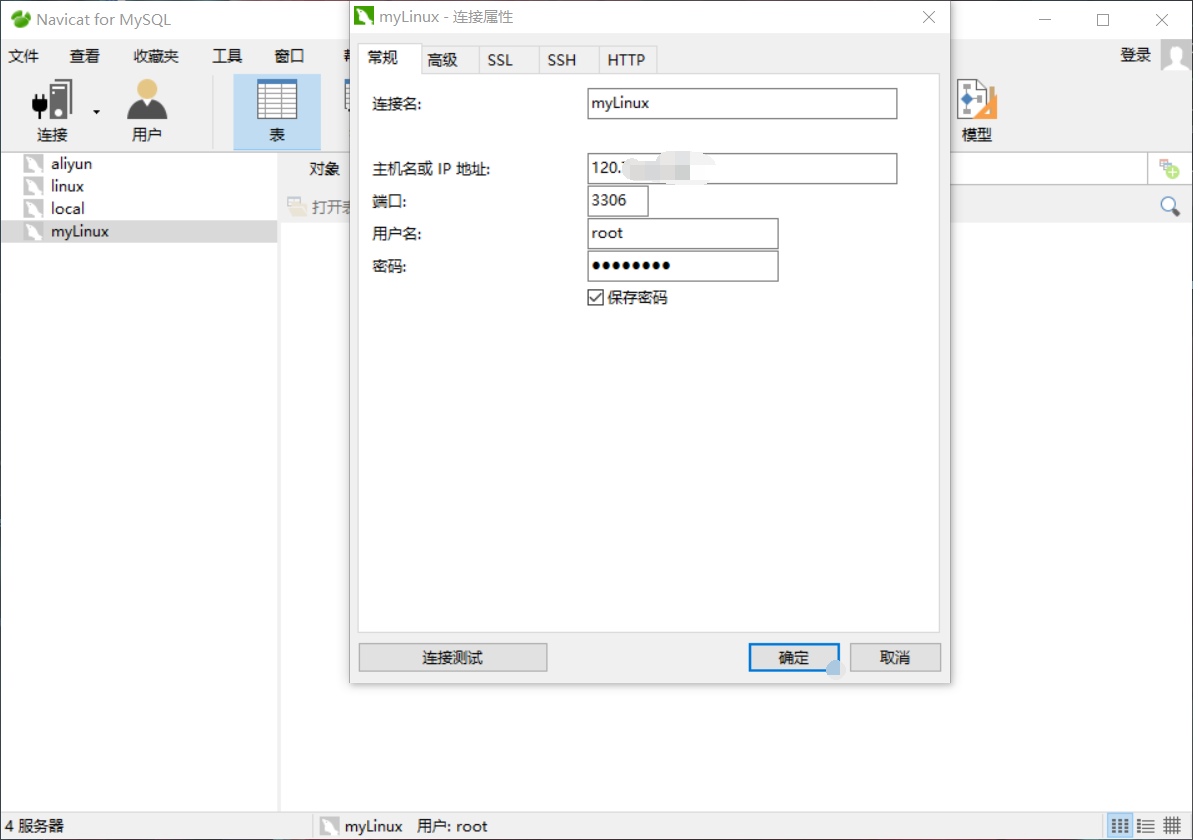 Navicat for MySQL
myLinux - 连接属性
文件 查看 收藏夹 工具 窗口
登录
连接 用户 表 模型
常规 高级 SSL SSH HTTP
aliyun
linux
local
myLinux
对象
打开表
连接名: myLinux
主机名或 IP 地址: 120.
端口: 3306
用户名: root
密码: ●●●●●●●●
保存密码
连接测试 确定 取消
4 服务器 myLinux 用户: root